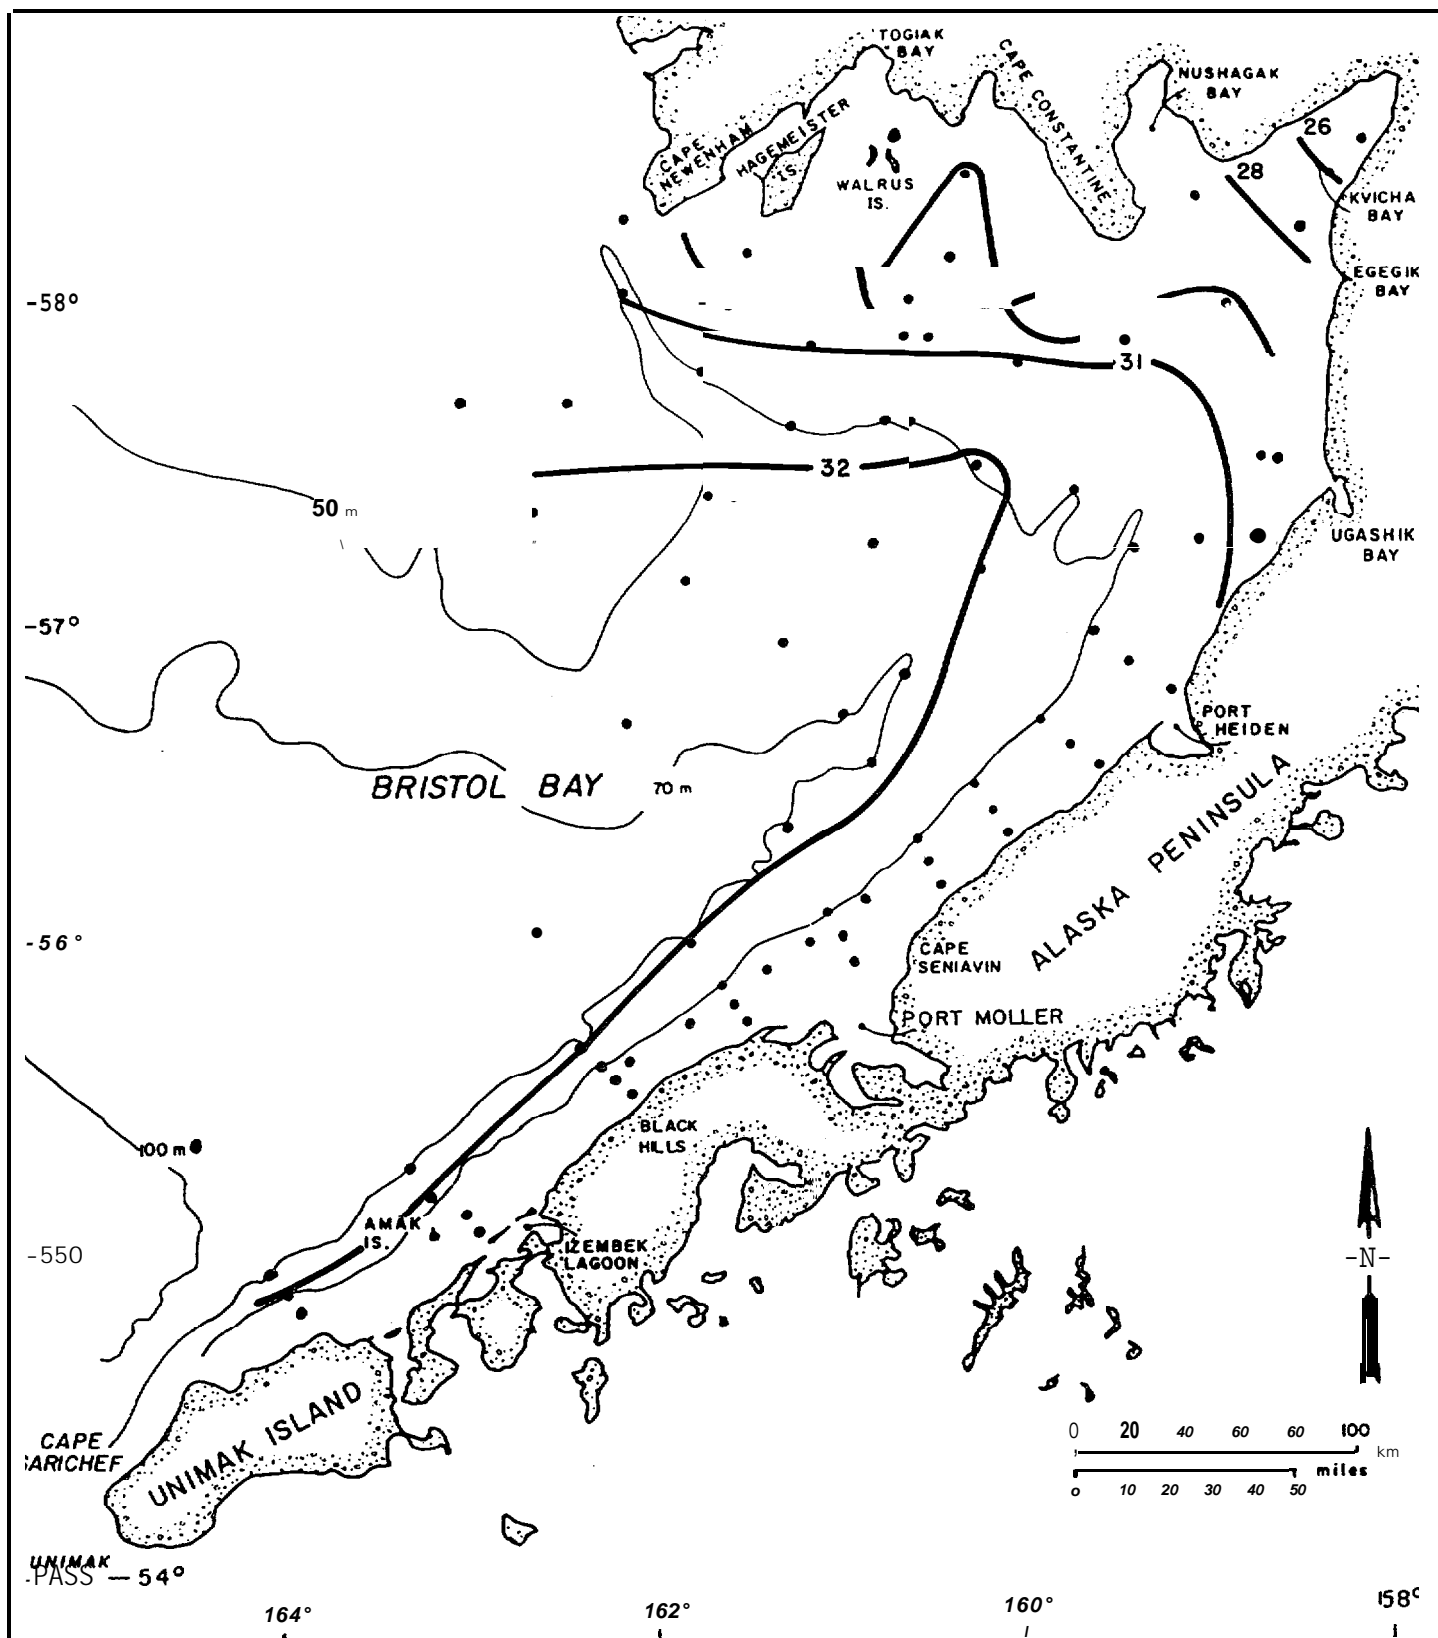 TOGIAK
BAY
CAPE CONSTANTINE
NUSHAGAK
BAY
CAPE
NEWENHAM
HAGEMEISTER
IS.
WALRUS
IS.
26
28
KVICHA
BAY
EGEGIK
BAY
-58°
31
32
50 m
UGASHIK
BAY
-57°
PORT
HEIDEN
BRISTOL BAY
70 m
ALASKA PENINSULA
-56°
CAPE
SENIAVIN
PORT MOLLER
BLACK
HILLS
100 m
AMAK
IS.
-550
IZEMBEK
LAGOON
-N-
UNIMAK ISLAND
CAPE
SARICHEF
0 20 40 60 60 100
km
miles
0 10 20 30 40 50
UNIMAK
PASS -54°
164° 162° 160° 158°